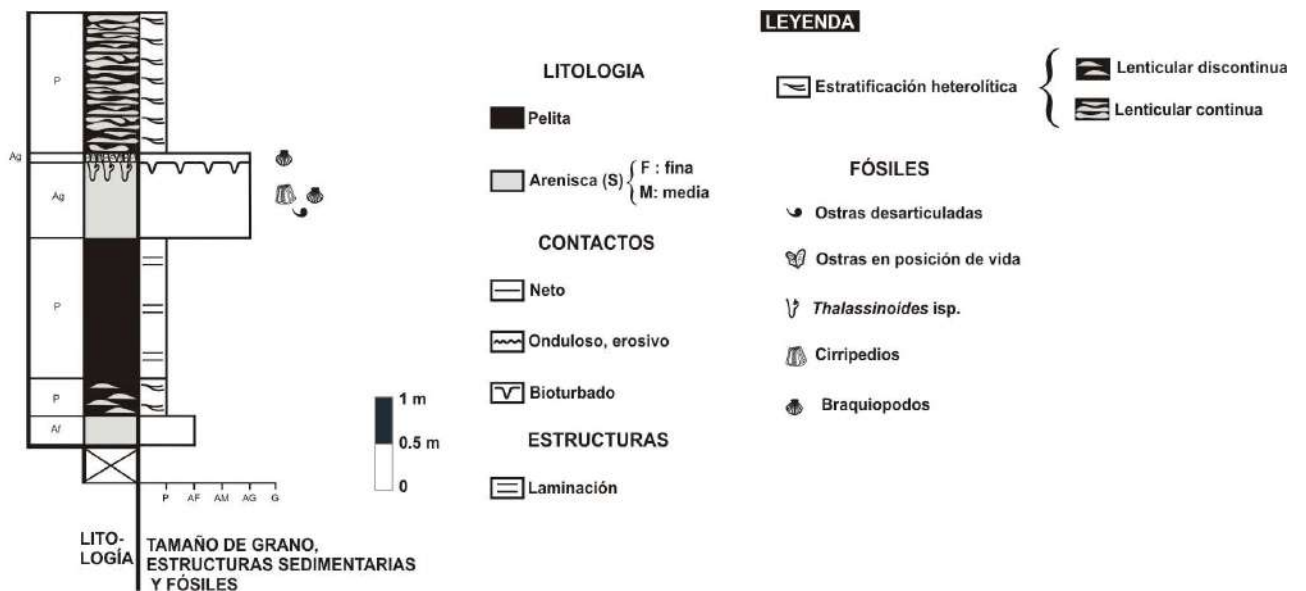 P
Ag
Ag
P
P
Af
P AF AM AG G
LITO-
LOGÍA
TAMAÑO DE GRANO,
ESTRUCTURAS SEDIMENTARIAS
Y FÓSILES
1 m
0.5 m
0
LITOLOGIA
Pelita
Arenisca (S)
F : fina
M: media
CONTACTOS
Neto
Onduloso, erosivo
Bioturbado
ESTRUCTURAS
Laminación
LEYENDA
Estratificación heterolítica
Lenticular discontinua
Lenticular continua
FÓSILES
Ostras desarticuladas
Ostras en posición de vida
Thalassinoides isp.
Cirripedios
Braquiopodos